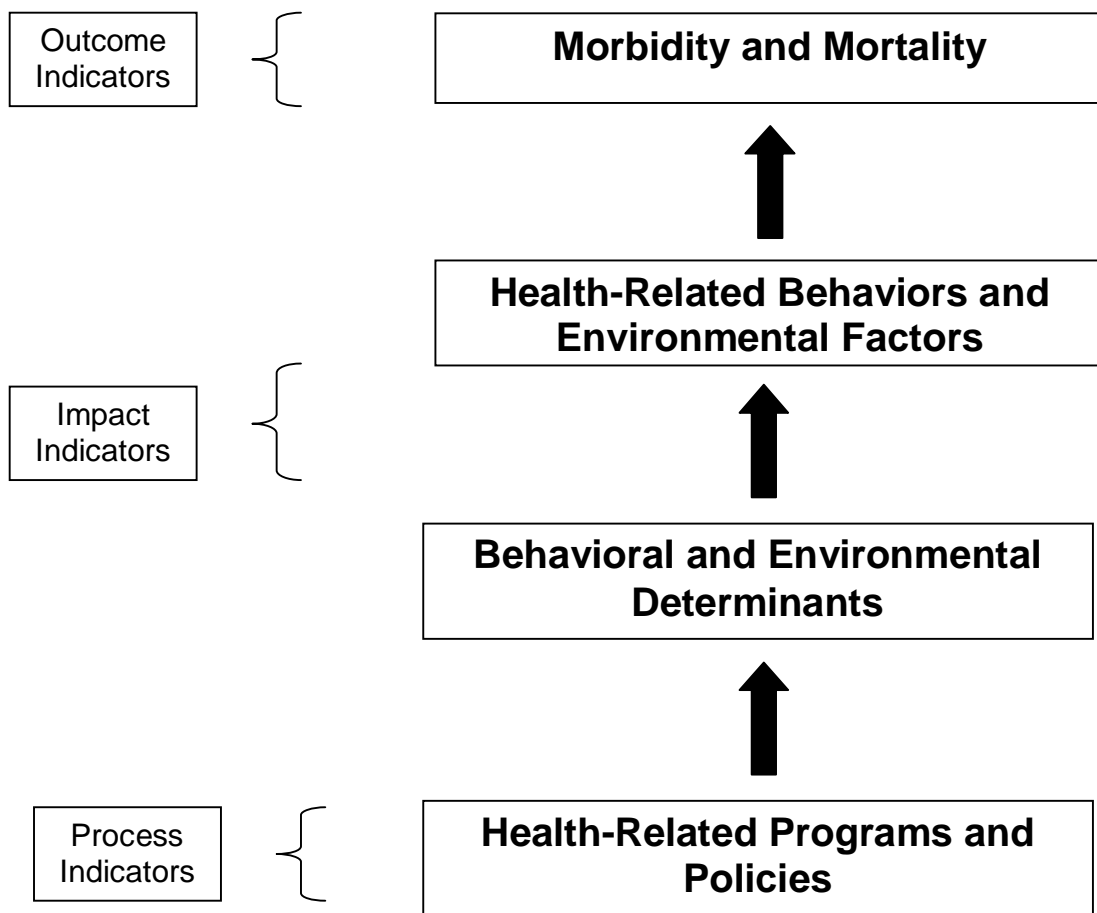 Outcome
Indicators
Morbidity and Mortality
Health-Related Behaviors and
Environmental Factors
Impact
Indicators
Behavioral and Environmental
Determinants
Process
Indicators
Health-Related Programs and
Policies